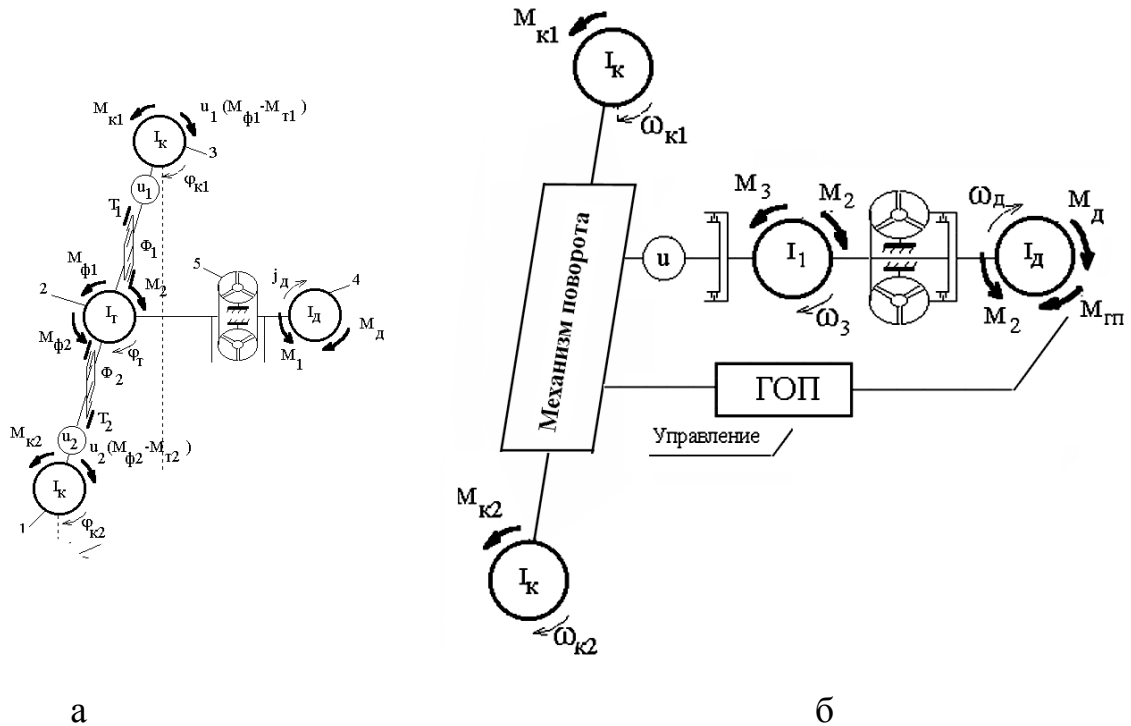 Mк1
u1 (Mф1-Mт1)
Iк
3
φк1
u1
T1
Φ1
Mф1
M2
2
Iт
Mф2
φт
Φ2
T2
5
jд
4
Iд
M1
Mд
Mк2
u2
u2(Mф2-Mт2)
Iк
1
φк2
Mк1
Iк
ωк1
Механизм поворота
u
M3
M2
I1
ω3
ωд
Mд
Iд
M2
Mгп
ГОП
Управление
Mк2
Iк
ωк2
а
б